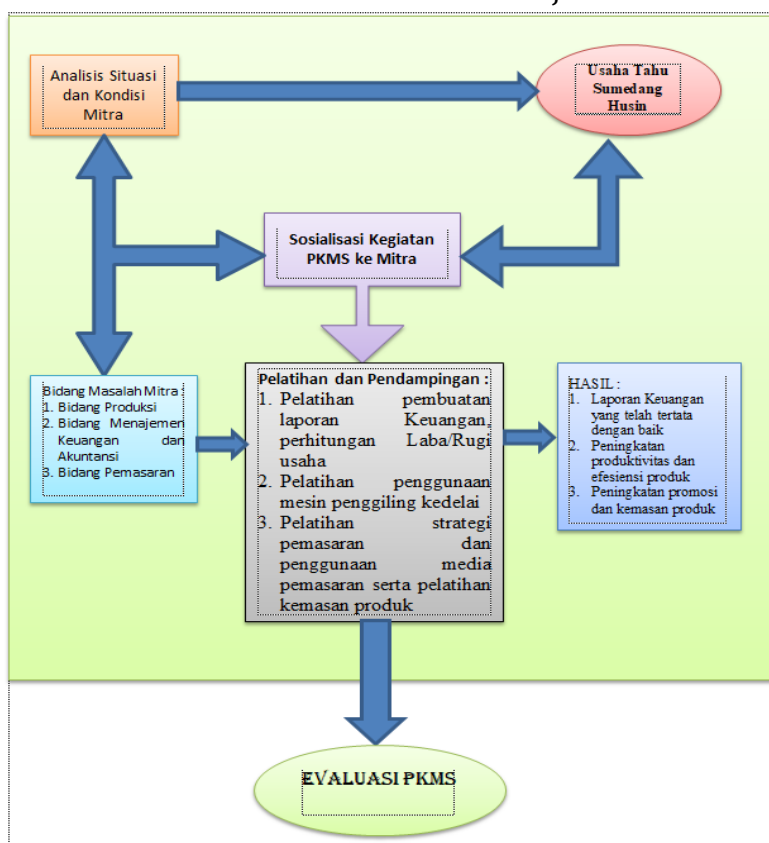 Analisis Situasi
dan Kondisi
Mitra
Usaha Tahu
Sumedang
Husin
Sosialisasi Kegiatan
PKMS ke Mitra
Bidang Masalah Mitra :
1. Bidang Produksi
2. Bidang Menajemen
Keuangan dan
Akuntansi
3. Bidang Pemasaran
Pelatihan dan Pendampingan :
1. Pelatihan pembuatan
laporan Keuangan,
perhitungan Laba/Rugi
usaha
2. Pelatihan penggunaan
mesin penggiling kedelai
3. Pelatihan strategi
pemasaran dan
penggunaan media
pemasaran serta pelatihan
kemasan produk
HASIL :
1. Laporan Keuangan
yang telah tertata
dengan baik
2. Peningkatan
produktivitas dan
efesiensi produk
3. Peningkatan promosi
dan kemasan produk
EVALUASI PKMS